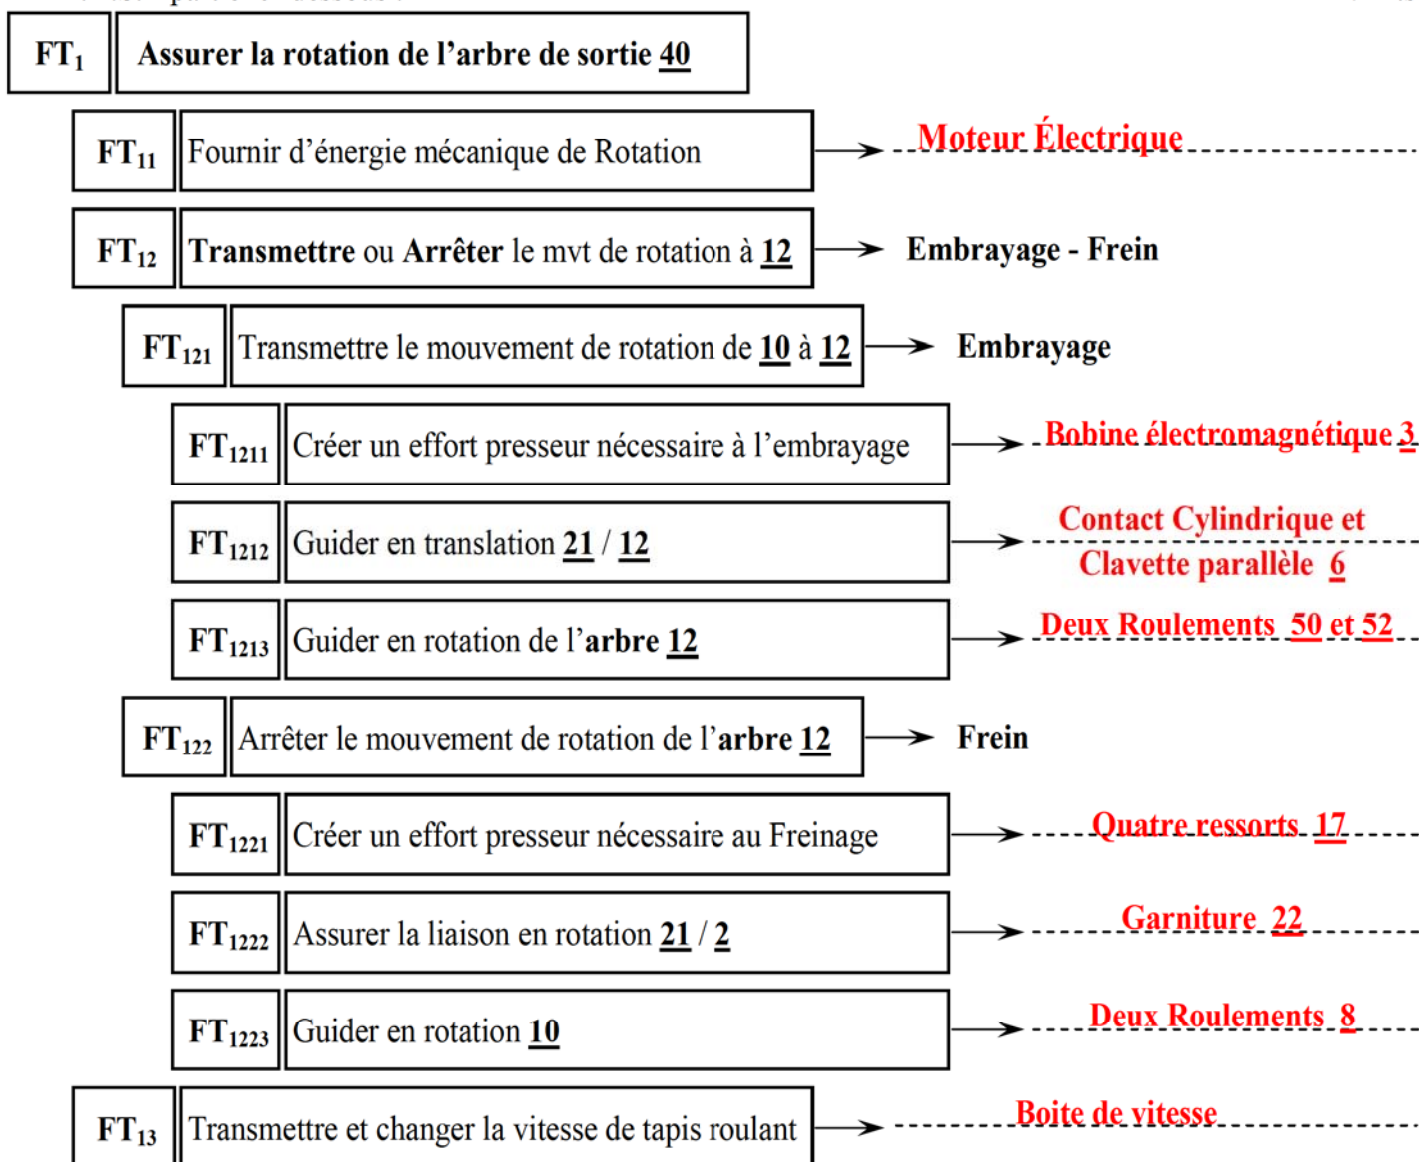 FT1 Assurer la rotation de l'arbre de sortie 40
FT11 Fournir d'énergie mécanique de Rotation Moteur Électrique
FT12 Transmettre ou Arrêter le mvt de rotation à 12 Embrayage - Frein
FT121 Transmettre le mouvement de rotation de 10 à 12 Embrayage
FT1211 Créer un effort presseur nécessaire à l'embrayage Bobine électromagnétique 3
FT1212 Guider en translation 21 / 12 Contact Cylindrique et
Clavette parallèle 6
FT1213 Guider en rotation de l'arbre 12 Deux Roulements 50 et 52
FT122 Arrêter le mouvement de rotation de l'arbre 12 Frein
FT1221 Créer un effort presseur nécessaire au Freinage Quatre ressorts 17
FT1222 Assurer la liaison en rotation 21 / 2 Garniture 22
FT1223 Guider en rotation 10 Deux Roulements 8
FT13 Transmettre et changer la vitesse de tapis roulant Boite de vitesse